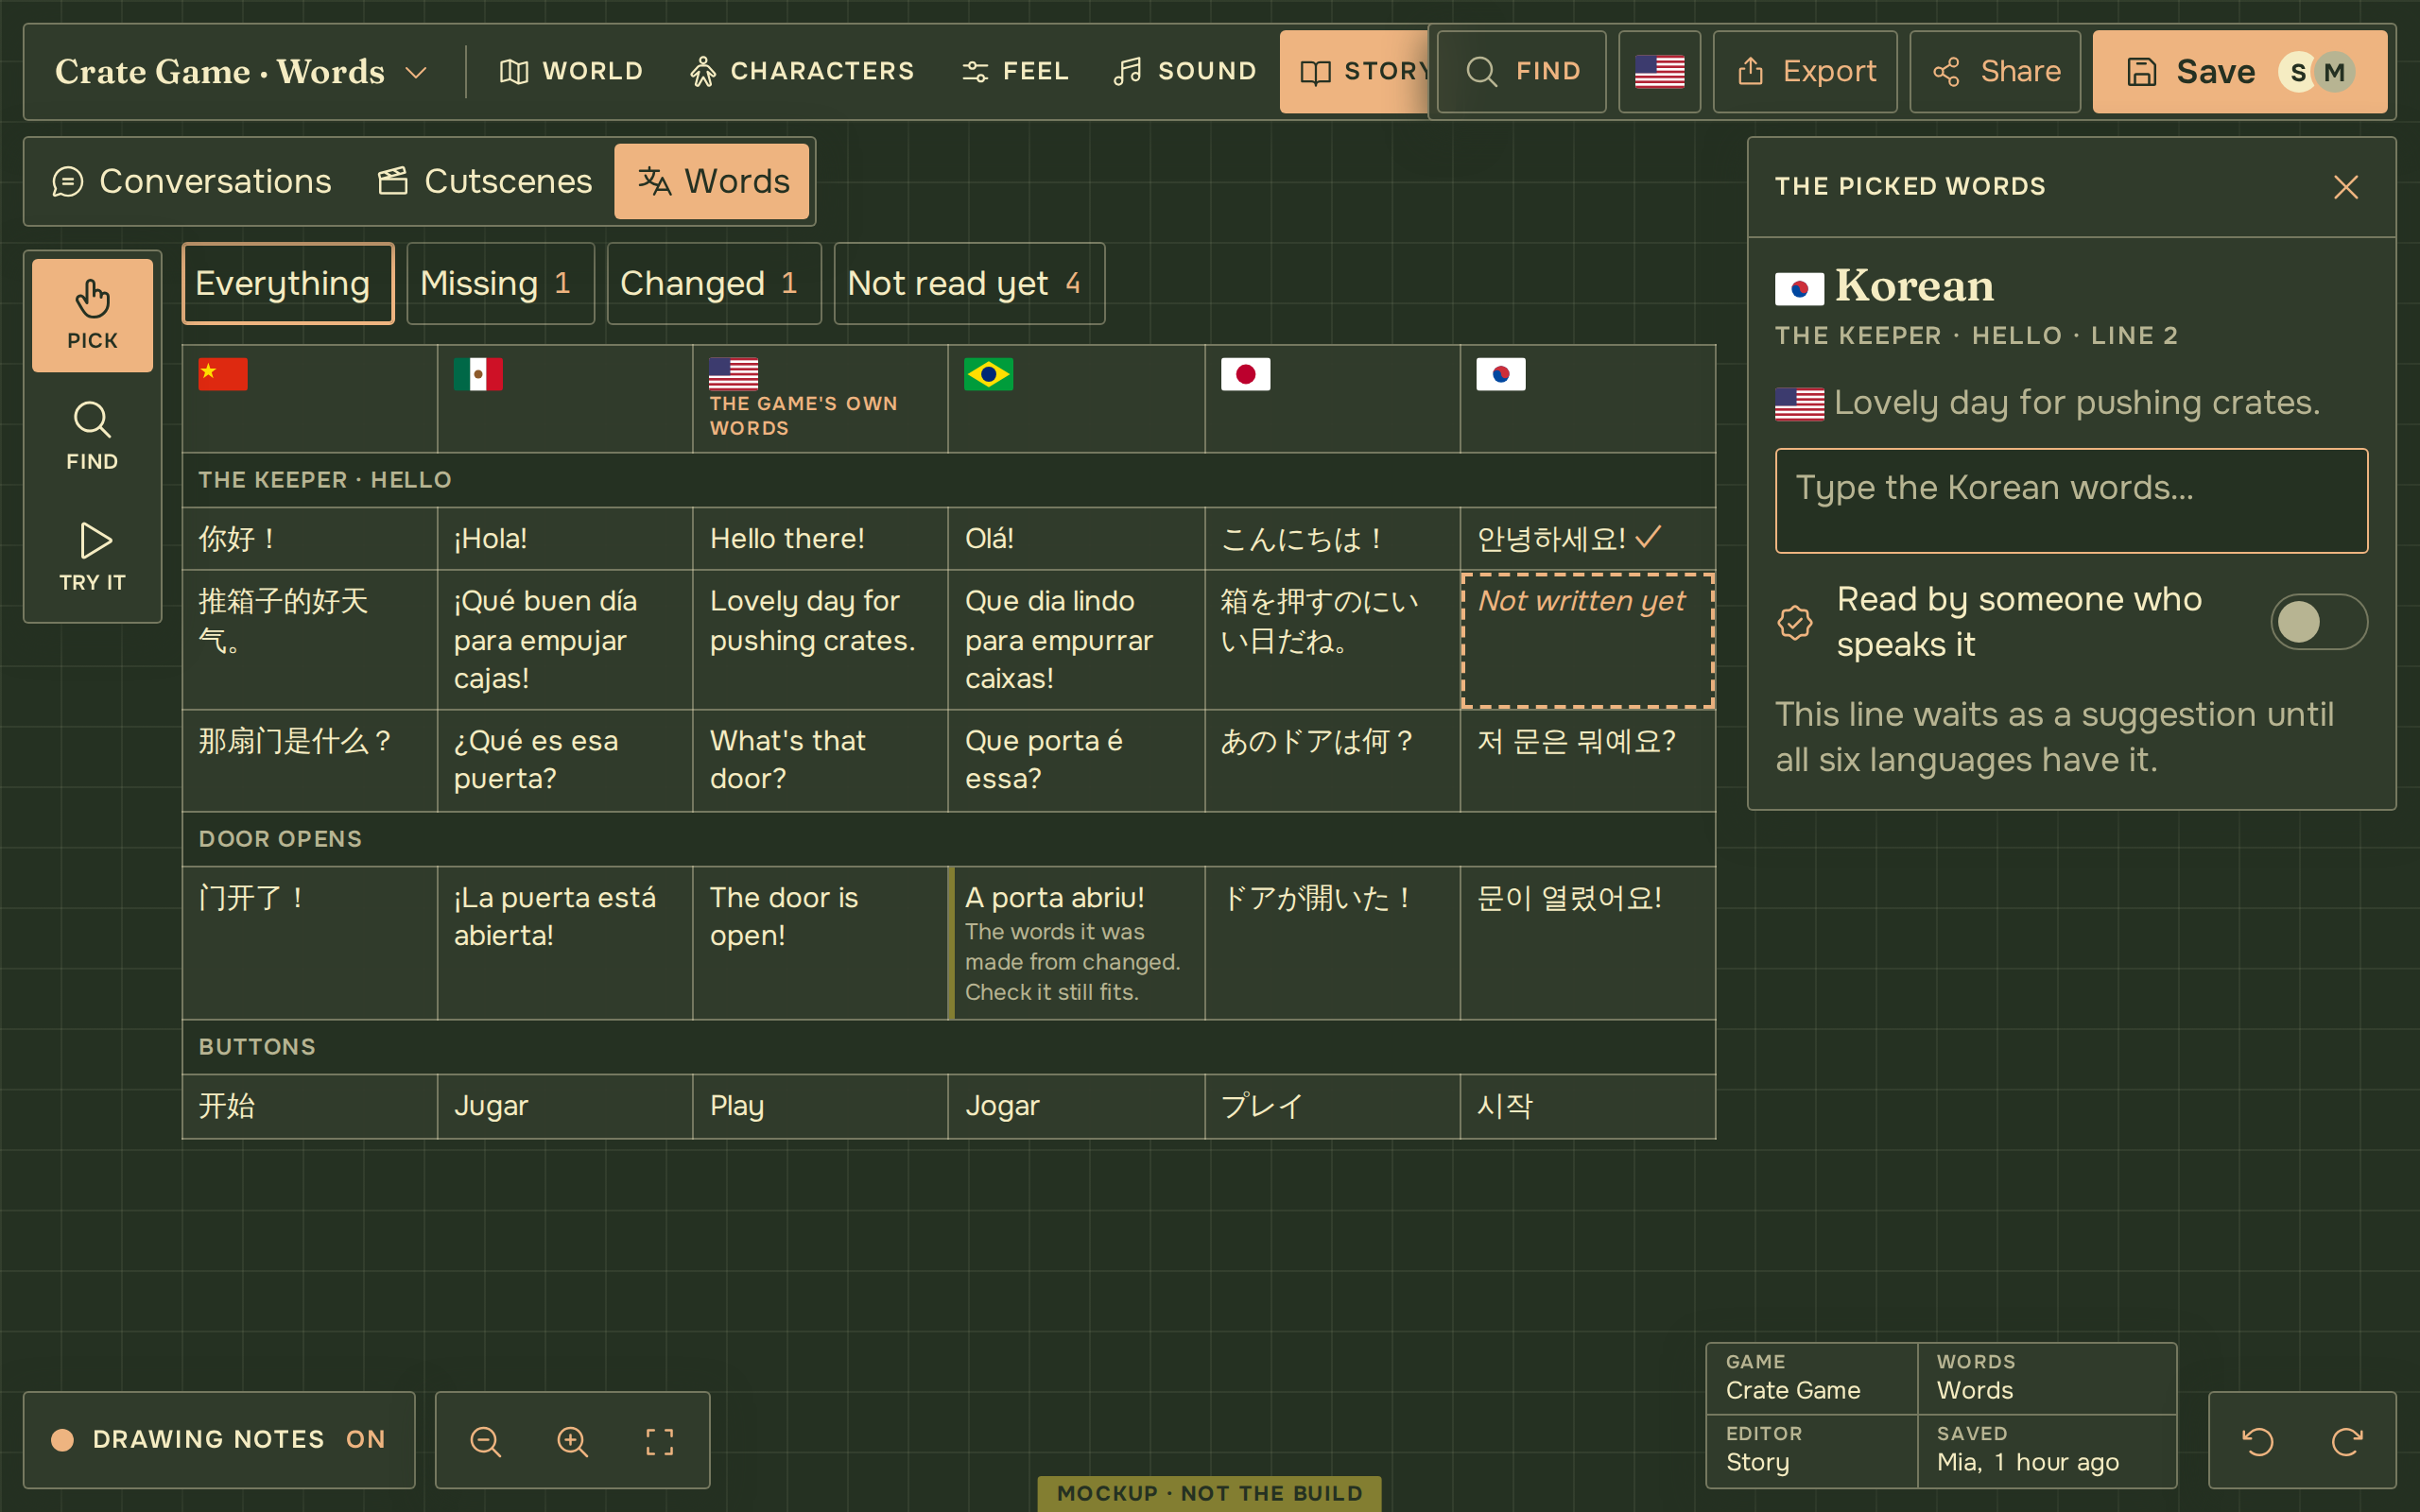 Crate Game · Words
WORLD
CHARACTERS
FEEL
SOUND
STORY
FIND
Export
Share
Save
S
M
Conversations
Cutscenes
Words
PICK
FIND
TRY IT
Everything
Missing 1
Changed 1
Not read yet 4
THE GAME'S OWN
WORDS
THE KEEPER · HELLO
你好！
¡Hola!
Hello there!
Olá!
こんにちは！
안녕하세요!
推箱子的好天
气。
¡Qué buen día
para empujar
cajas!
Lovely day for
pushing crates.
Que dia lindo
para empurrar
caixas!
箱を押すのにい
い日だね。
Not written yet
那扇门是什么？
¿Qué es esa
puerta?
What's that
door?
Que porta é
essa?
あのドアは何？
저 문은 뭐예요?
DOOR OPENS
门开了！
¡La puerta está
abierta!
The door is
open!
A porta abriu!
The words it was
made from changed.
Check it still fits.
ドアが開いた！
문이 열렸어요!
BUTTONS
开始
Jugar
Play
Jogar
プレイ
시작
THE PICKED WORDS
Korean
THE KEEPER · HELLO · LINE 2
Lovely day for pushing crates.
Type the Korean words...
Read by someone who
speaks it
This line waits as a suggestion until
all six languages have it.
DRAWING NOTES ON
MOCKUP · NOT THE BUILD
GAME
Crate Game
WORDS
Words
EDITOR
Story
SAVED
Mia, 1 hour ago